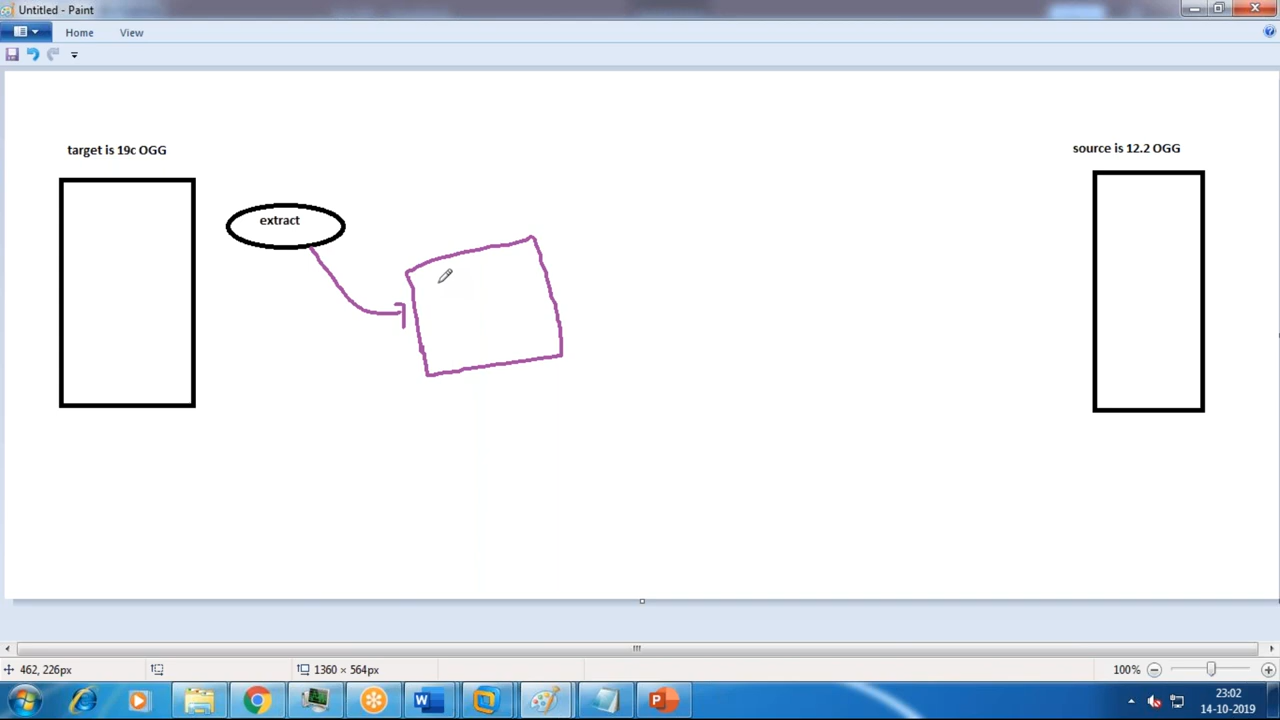 Untitled - Paint
Home View
target is 19c OGG
source is 12.2 OGG
extract
462, 226px
1360 × 564px
100%
23:02
14-10-2019